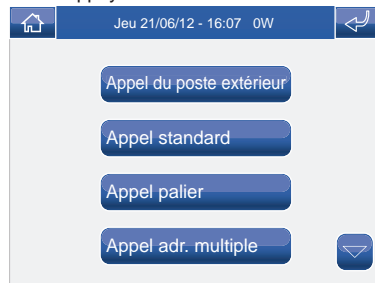 Jeu 21/06/12 - 16:07 0W
Appel du poste extérieur
Appel standard
Appel palier
Appel adr. multiple